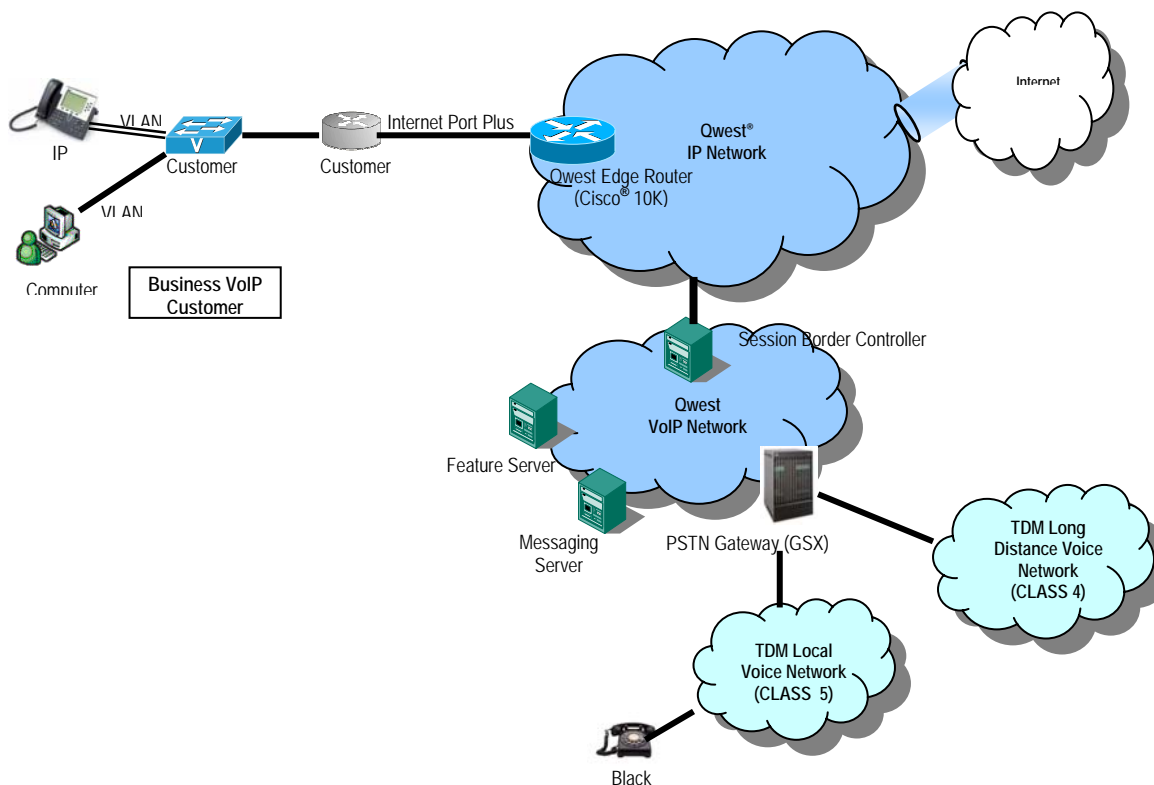 Internet
VLAN
Internet Port Plus
Qwest®
IP Network
IP
Customer
Customer
Qwest Edge Router
(Cisco® 10K)
VLAN
Computer
Business VoIP
Customer
Session Border Controller
Qwest
VoIP Network
Feature Server
Messaging
Server
PSTN Gateway (GSX)
TDM Long
Distance Voice
Network
(CLASS 4)
TDM Local
Voice Network
(CLASS 5)
Black
V